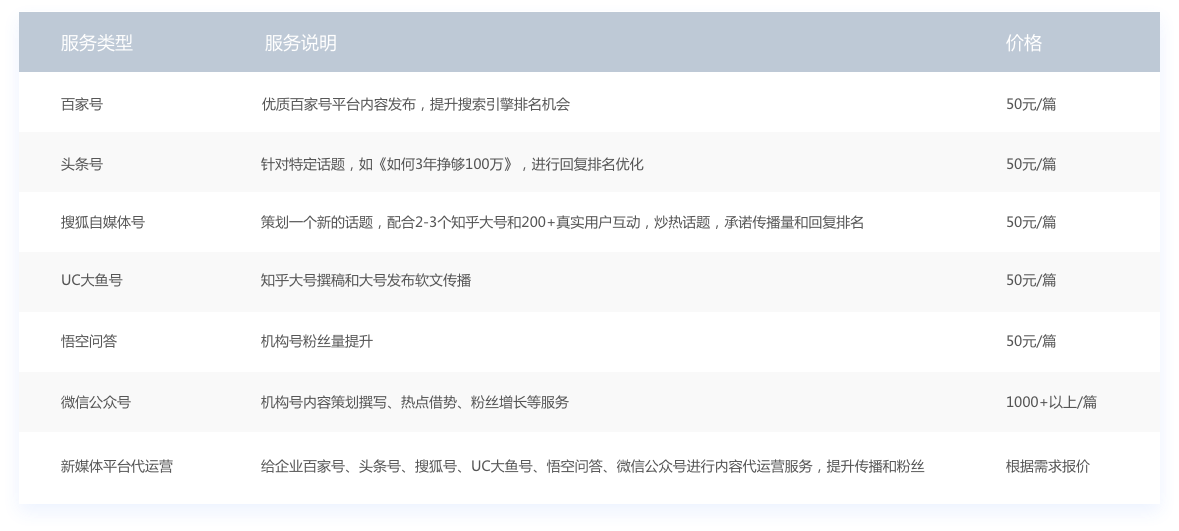 服务类型 服务说明 价格
百家号 优质百家号平台内容发布，提升搜索引擎排名机会 50元/篇
头条号 针对特定话题，如《如何3年挣够100万》，进行回复排名优化 50元/篇
搜狐自媒体号 策划一个新的话题，配合2-3个知乎大号和200+真实用户互动，炒热话题，承诺传播量和回复排名 50元/篇
UC大鱼号 知乎大号撰稿和大号发布软文传播 50元/篇
悟空问答 机构号粉丝量提升 50元/篇
微信公众号 机构号内容策划撰写、热点借势、粉丝增长等服务 1000+以上/篇
新媒体平台代运营 给企业百家号、头条号、搜狐号、UC大鱼号、悟空问答、微信公众号进行内容代运营服务，提升传播和粉丝 根据需求报价